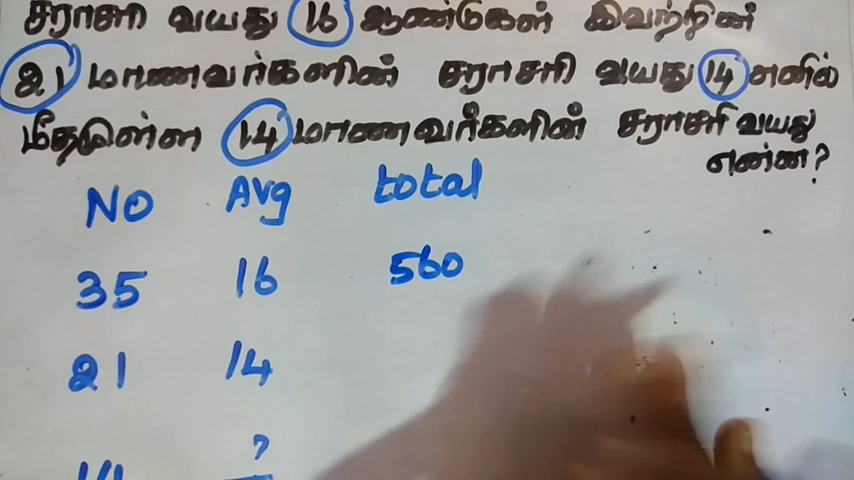 சராசரி வயது 16 ஆண்டுகள் இவற்றின்
21 மாணவர்களின் சராசரி வயது 14 எனில்
மீதமுள்ள 14 மாணவர்களின் சராசரி வயது
என்ன?
NO Avg total
35 16 560
21 14
14 ?